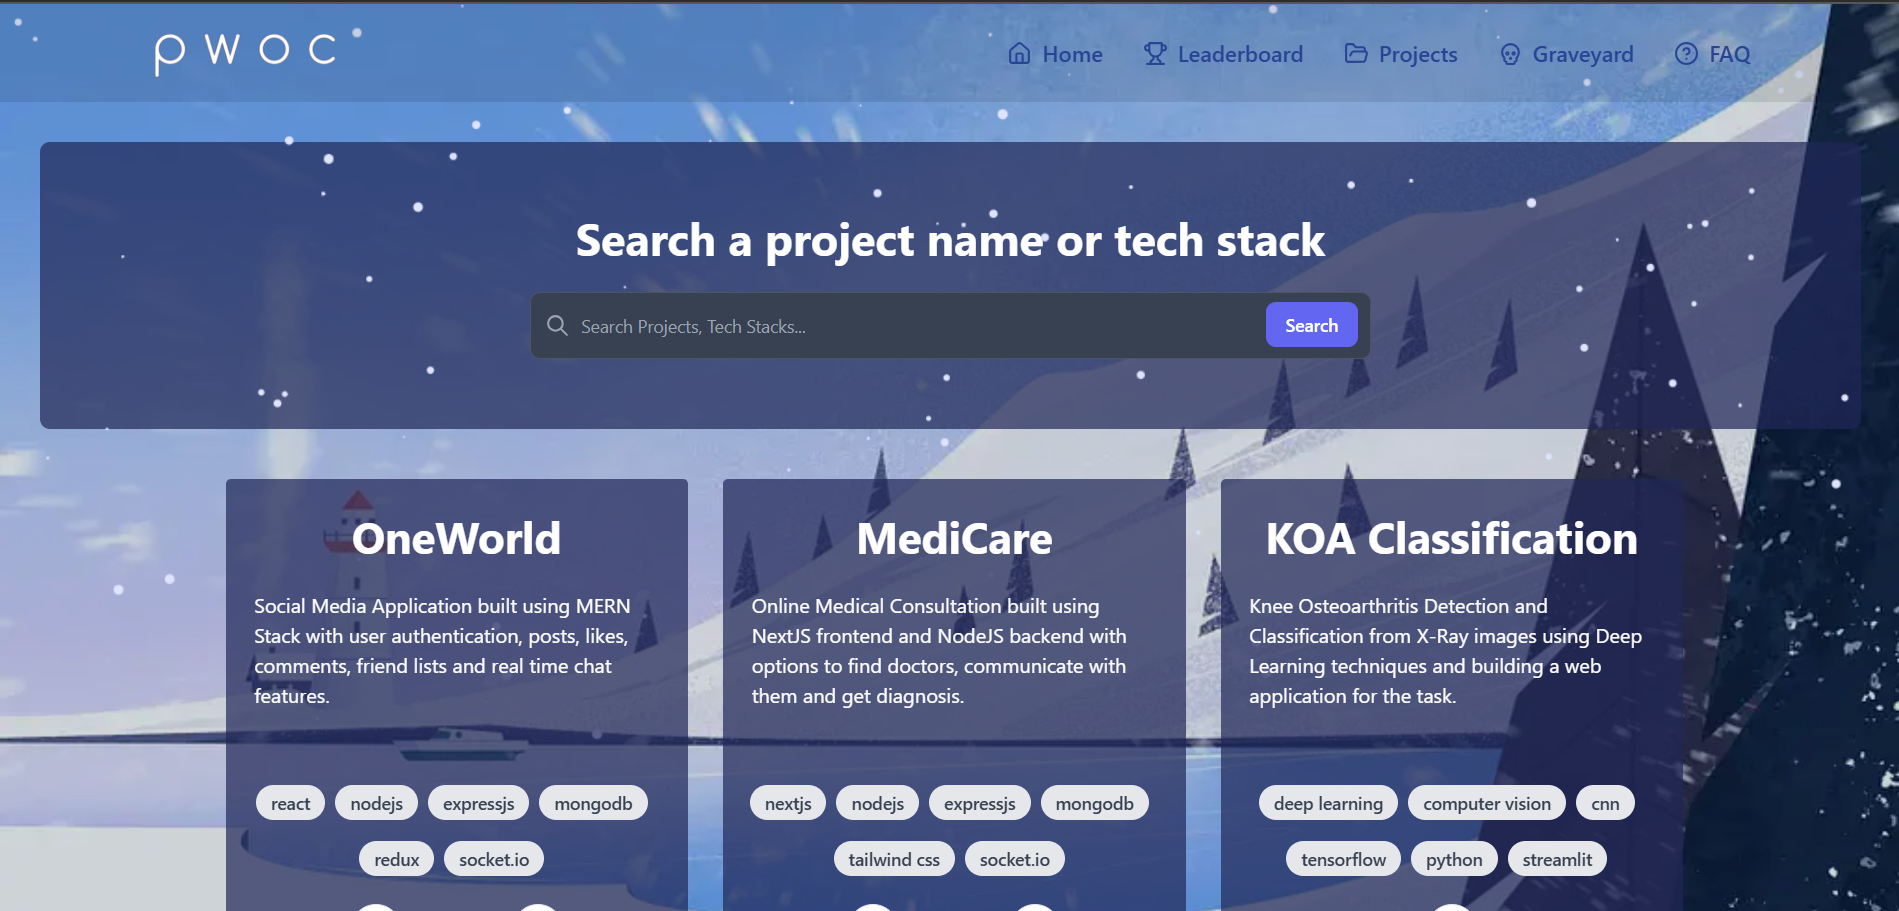 PWOC
Home
Leaderboard
Projects
Graveyard
FAQ
Search a project name or tech stack
Search Projects, Tech Stacks...
Search
OneWorld
Social Media Application built using MERN
Stack with user authentication, posts, likes,
comments, friend lists and real time chat
features.
react
nodejs
expressjs
mongodb
redux
socket.io
MediCare
Online Medical Consultation built using
NextJS frontend and NodeJS backend with
options to find doctors, communicate with
them and get diagnosis.
nextjs
nodejs
expressjs
mongodb
tailwind css
socket.io
KOA Classification
Knee Osteoarthritis Detection and
Classification from X-Ray images using Deep
Learning techniques and building a web
application for the task.
deep learning
computer vision
cnn
tensorflow
python
streamlit